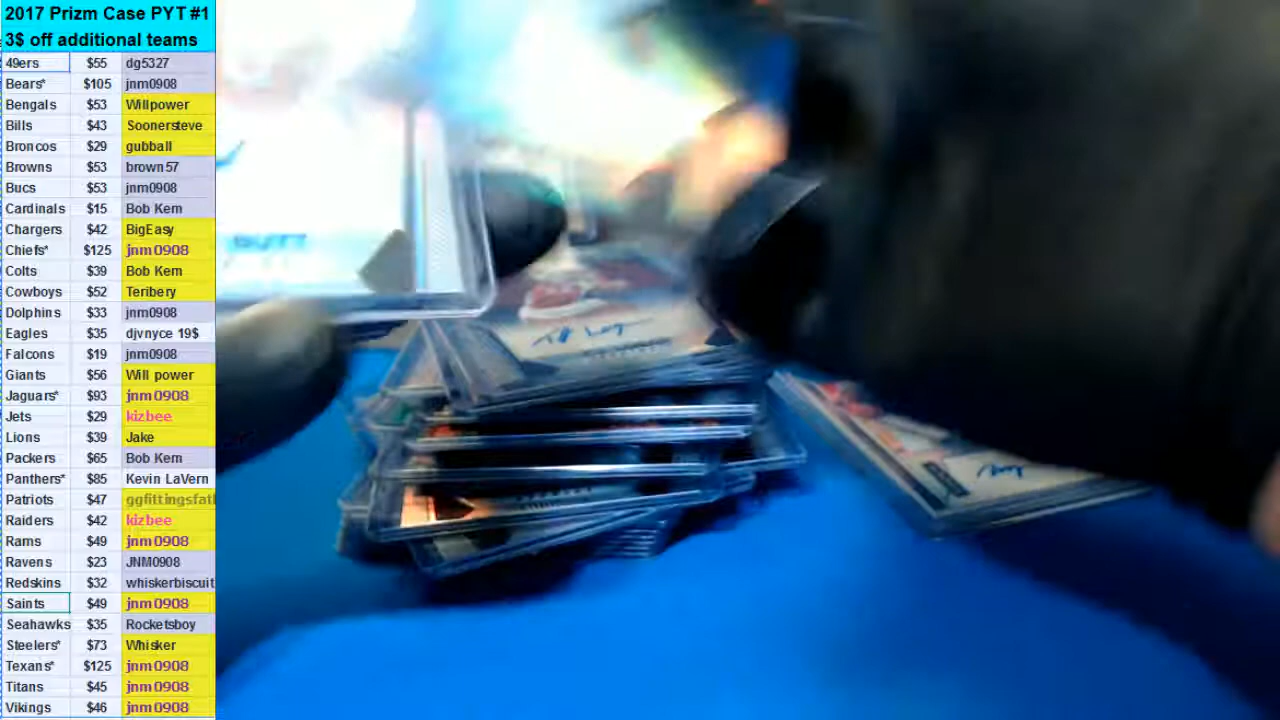 2017 Prizm Case PYT #1
3$ off additional teams
49ers $55 dg5327
Bears* $105 jnm0908
Bengals $53 Willpower
Bills $43 Soonersteve
Broncos $29 gubball
Browns $53 brown57
Bucs $53 jnm0908
Cardinals $15 Bob Kern
Chargers $42 BigEasy
Chiefs* $125 jnm0908
Colts $39 Bob Kern
Cowboys $52 Teribery
Dolphins $33 jnm0908
Eagles $35 djvnyce 19$
Falcons $19 jnm0908
Giants $56 Will power
Jaguars* $93 jnm0908
Jets $29 kizbee
Lions $39 Jake
Packers $65 Bob Kern
Panthers* $85 Kevin LaVern
Patriots $47 ggfittingsfatl
Raiders $42 kizbee
Rams $49 jnm0908
Ravens $23 JNM0908
Redskins $32 whiskerbiscuit
Saints $49 jnm0908
Seahawks $35 Rocketsboy
Steelers* $73 Whisker
Texans* $125 jnm0908
Titans $45 jnm0908
Vikings $46 jnm0908